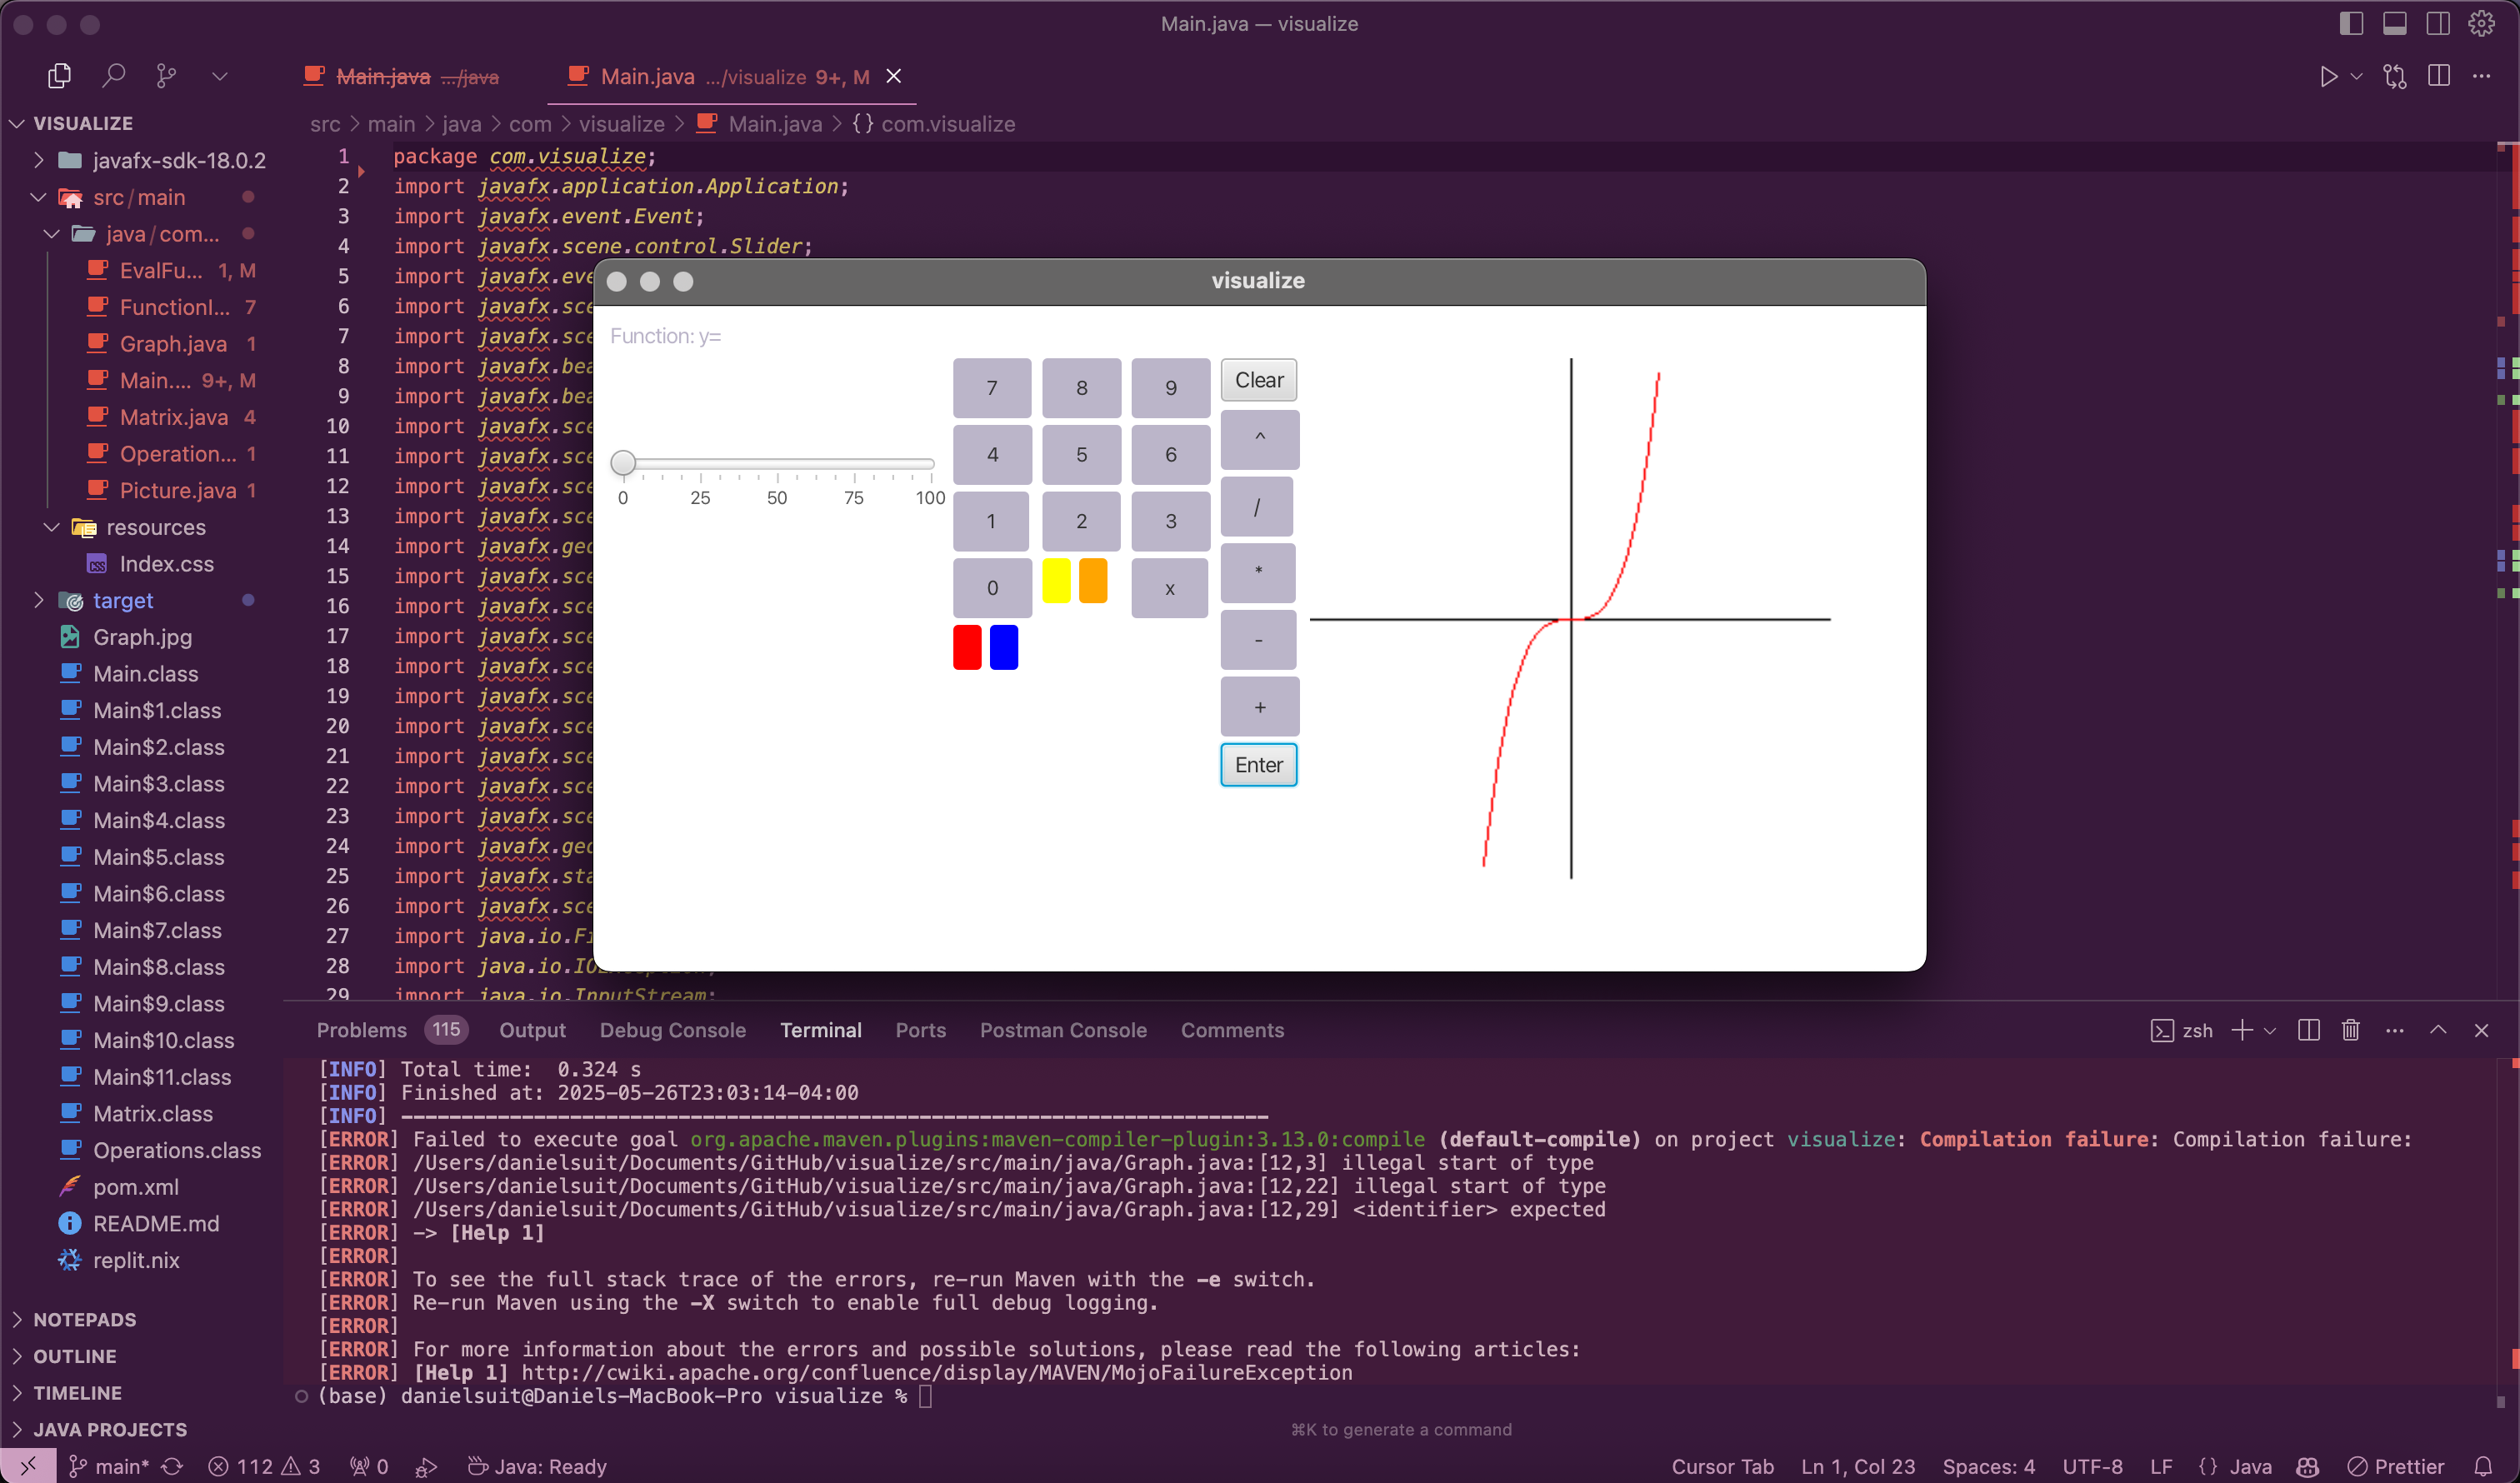 Main.java — visualize
Main.java .../java
Main.java .../visualize 9+, M
VISUALIZE
src > main > java > com > visualize > Main.java > {} com.visualize
javafx-sdk-18.0.2
src/main
java/com...
EvalFu... 1, M
FunctionI... 7
Graph.java 1
Main.... 9+, M
Matrix.java 4
Operation... 1
Picture.java 1
resources
Index.css
target
Graph.jpg
Main.class
Main$1.class
Main$2.class
Main$3.class
Main$4.class
Main$5.class
Main$6.class
Main$7.class
Main$8.class
Main$9.class
Main$10.class
Main$11.class
Matrix.class
Operations.class
pom.xml
README.md
replit.nix
NOTEPADS
OUTLINE
TIMELINE
JAVA PROJECTS
1 package com.visualize;
2 import javafx.application.Application;
3 import javafx.event.Event;
4 import javafx.scene.control.Slider;
5 import javafx.eve
6 import javafx.sce
7 import javafx.sce
8 import javafx.bea
9 import javafx.bea
10 import javafx.sce
11 import javafx.sce
12 import javafx.sce
13 import javafx.sce
14 import javafx.geo
15 import javafx.sce
16 import javafx.sce
17 import javafx.sce
18 import javafx.sce
19 import javafx.sce
20 import javafx.sce
21 import javafx.sce
22 import javafx.sce
23 import javafx.sce
24 import javafx.geo
25 import javafx.sta
26 import javafx.sce
27 import java.io.Fi
28 import java.io.IOException;
29 import java.io.InputStream;
visualize
Function: y=
7 8 9 Clear
^
4 5 6
/
0 25 50 75 100
1 2 3
*
0 x
-
+
Enter
Problems 115 Output Debug Console Terminal Ports Postman Console Comments
zsh
[INFO] Total time:  0.324 s
[INFO] Finished at: 2025-05-26T23:03:14-04:00
[INFO] ------------------------------------------------------------------------
[ERROR] Failed to execute goal org.apache.maven.plugins:maven-compiler-plugin:3.13.0:compile (default-compile) on project visualize: Compilation failure: Compilation failure:
[ERROR] /Users/danielsuit/Documents/GitHub/visualize/src/main/java/Graph.java:[12,3] illegal start of type
[ERROR] /Users/danielsuit/Documents/GitHub/visualize/src/main/java/Graph.java:[12,22] illegal start of type
[ERROR] /Users/danielsuit/Documents/GitHub/visualize/src/main/java/Graph.java:[12,29] <identifier> expected
[ERROR] -> [Help 1]
[ERROR]
[ERROR] To see the full stack trace of the errors, re-run Maven with the -e switch.
[ERROR] Re-run Maven using the -X switch to enable full debug logging.
[ERROR]
[ERROR] For more information about the errors and possible solutions, please read the following articles:
[ERROR] [Help 1] http://cwiki.apache.org/confluence/display/MAVEN/MojoFailureException
(base) danielsuit@Daniels-MacBook-Pro visualize %
⌘K to generate a command
main* 112 3 0 Java: Ready
Cursor Tab Ln 1, Col 23 Spaces: 4 UTF-8 LF {} Java Prettier